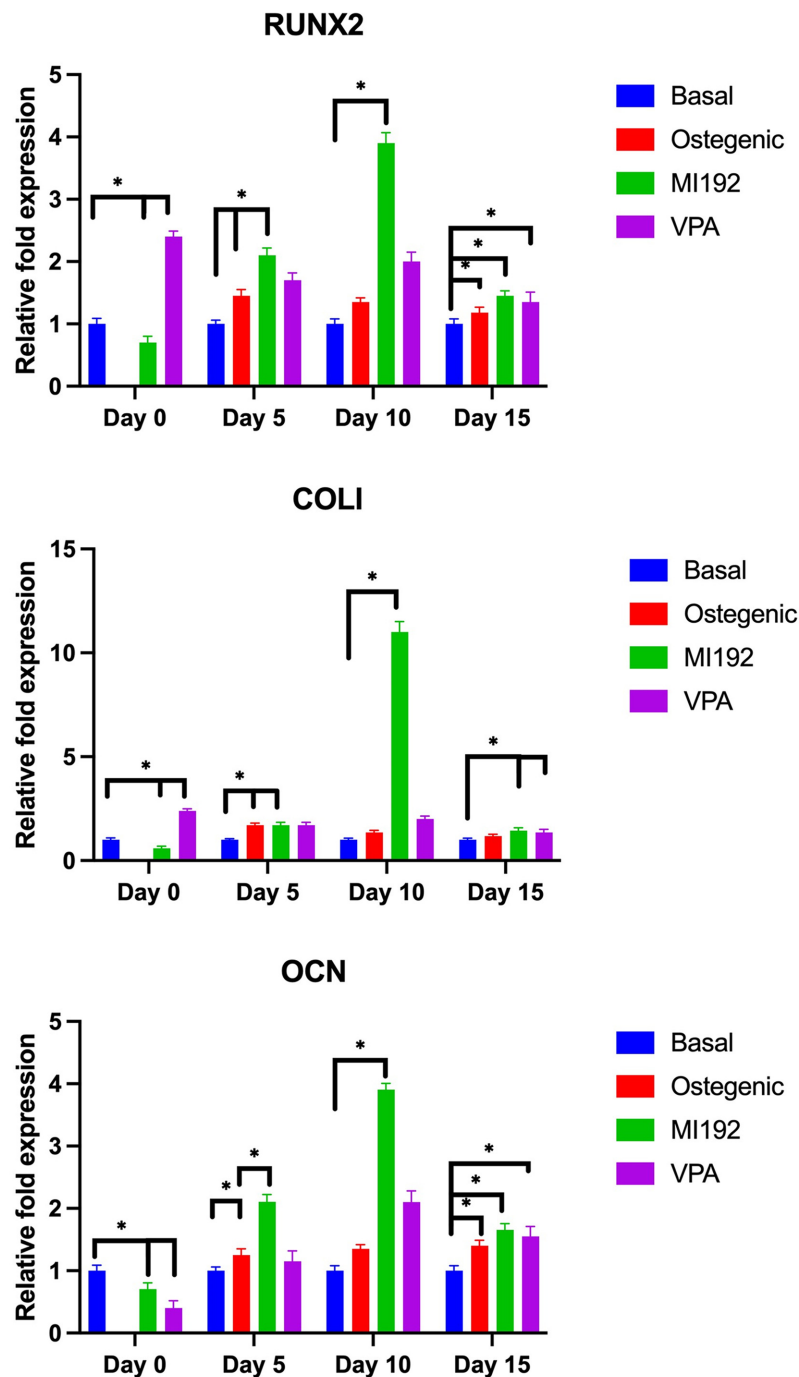 RUNX2
Relative fold expression
5
4
3
2
1
0
*
*
*
*
*
*
Day 0
Day 5
Day 10
Day 15
Basal
Ostegenic
MI192
VPA
COLI
Relative fold expression
15
10
5
0
*
*
*
*
Day 0
Day 5
Day 10
Day 15
Basal
Ostegenic
MI192
VPA
OCN
Relative fold expression
5
4
3
2
1
0
*
*
*
*
*
*
*
Day 0
Day 5
Day 10
Day 15
Basal
Ostegenic
MI192
VPA